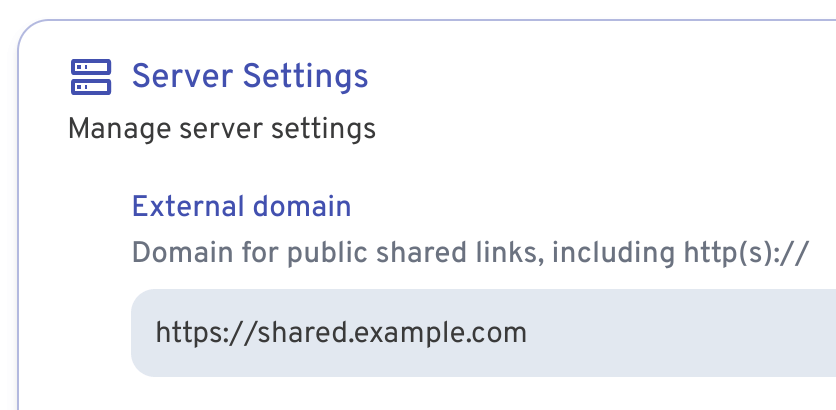 Server Settings
Manage server settings
External domain
Domain for public shared links, including http(s)://
https://shared.example.com